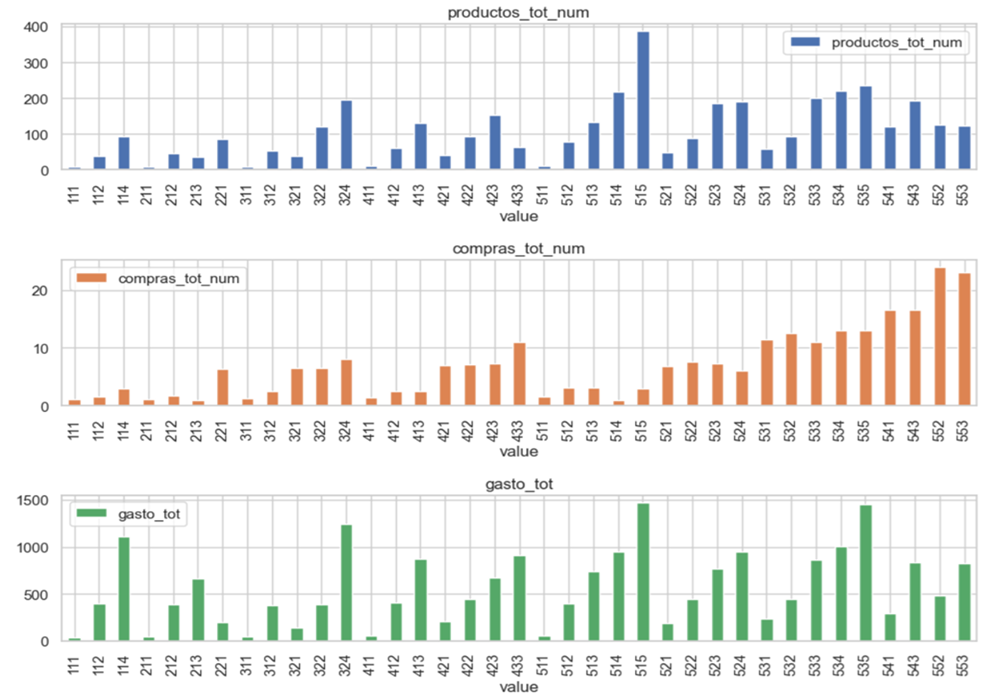 productos_tot_num
400
300
200
100
0
productos_tot_num
111 112 114 211 212 213 221 311 312 321 322 324 411 412 413 421 422 423 433 511 512 513 514 515 521 522 523 524 531 532 533 534 535 541 543 552 553
value
compras_tot_num
20
10
0
compras_tot_num
111 112 114 211 212 213 221 311 312 321 322 324 411 412 413 421 422 423 433 511 512 513 514 515 521 522 523 524 531 532 533 534 535 541 543 552 553
value
gasto_tot
1500
1000
500
0
gasto_tot
111 112 114 211 212 213 221 311 312 321 322 324 411 412 413 421 422 423 433 511 512 513 514 515 521 522 523 524 531 532 533 534 535 541 543 552 553
value